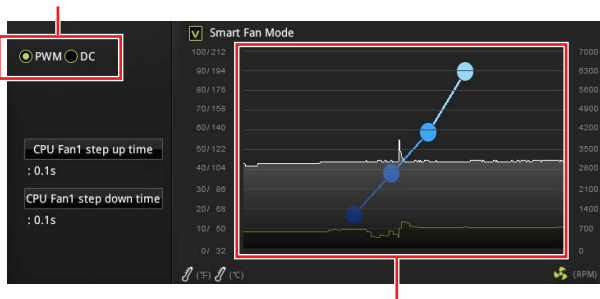 Smart Fan Mode
PWM DC
100/212 7000
90/194 6300
80/176 5600
70/158 4900
60/140 4200
50/122 3500
40/104 2800
30/ 86 2100
20/ 68 1400
10/ 50 700
0/ 32 0
CPU Fan1 step up time
: 0.1s
CPU Fan1 step down time
: 0.1s
(°F) (°C) (RPM)